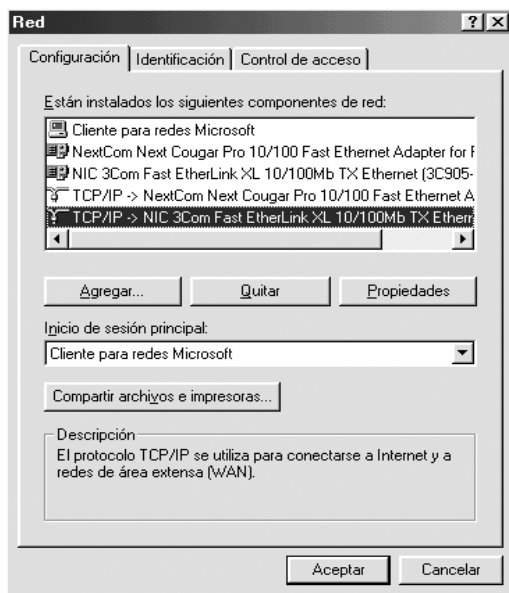 Red
Configuración Identificación Control de acceso
Están instalados los siguientes componentes de red:
Cliente para redes Microsoft
NextCom Next Cougar Pro 10/100 Fast Ethernet Adapter for
NIC 3Com Fast EtherLink XL 10/100Mb TX Ethernet (3C905-
TCP/IP -> NextCom Next Cougar Pro 10/100 Fast Ethernet A
TCP/IP -> NIC 3Com Fast EtherLink XL 10/100Mb TX Ethern
Agregar... Quitar Propiedades
Inicio de sesión principal:
Cliente para redes Microsoft
Compartir archivos e impresoras...
Descripción
El protocolo TCP/IP se utiliza para conectarse a Internet y a
redes de área extensa (WAN).
Aceptar Cancelar